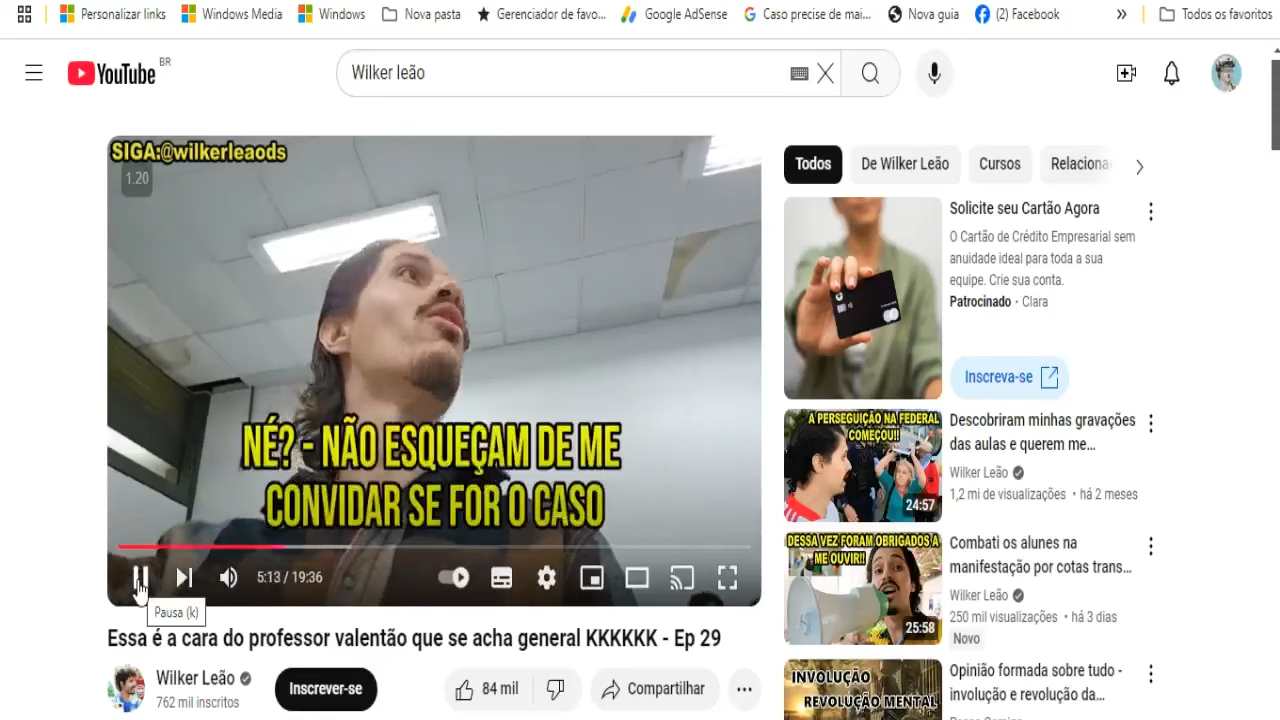 Personalizar links
Windows Media
Windows
Nova pasta
Gerenciador de favo...
Google AdSense
Caso precise de mai...
Nova guia
(2) Facebook
Todos os favoritos
YouTube BR
Wilker leão
SIGA:@wilkerleaods
1.20
NÉ? - NÃO ESQUEÇAM DE ME
CONVIDAR SE FOR O CASO
5:13 / 19:36
Pausa (k)
Essa é a cara do professor valentão que se acha general KKKKKK - Ep 29
Wilker Leão
762 mil inscritos
Inscrever-se
84 mil
Compartilhar
Todos
De Wilker Leão
Cursos
Relaciona
Solicite seu Cartão Agora
O Cartão de Crédito Empresarial sem
anuidade ideal para toda a sua
equipe. Crie sua conta.
Patrocinado · Clara
Inscreva-se
A PERSEGUIÇÃO NA FEDERAL
COMEÇOU!!
24:57
Descobriram minhas gravações
das aulas e querem me...
Wilker Leão
1,2 mi de visualizações • há 2 meses
DESSA VEZ FORAM OBRIGADOS A
ME OUVIR!!
25:58
Combati os alunes na
manifestação por cotas trans...
Wilker Leão
250 mil visualizações • há 3 dias
Novo
INVOLUÇÃO
REVOLUÇÃO MENTAL
Opinião formada sobre tudo -
involução e revolução da...